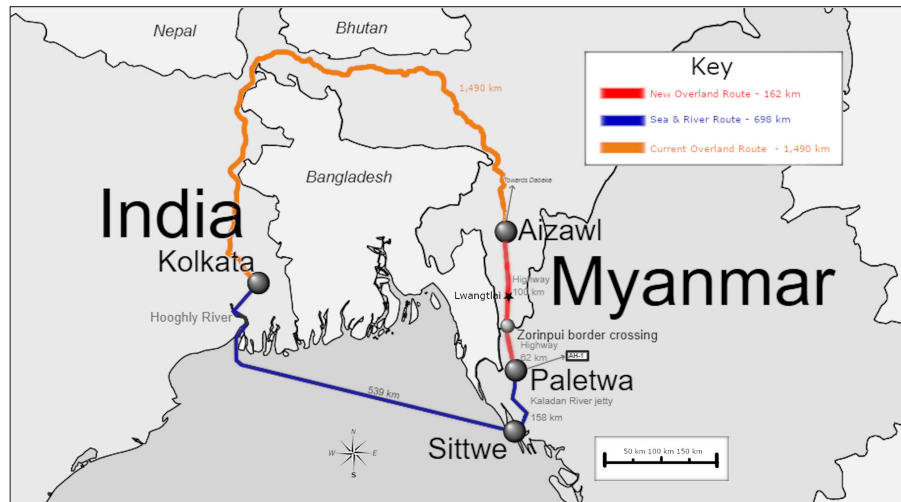 Nepal
Bhutan
Key
New Overland Route - 162 km
Sea & River Route - 698 km
Current Overland Route - 1,490 km
1,490 km
Bangladesh
Towards Dabaka
India
Aizawl
Kolkata
Myanmar
Highway
100 km
Lwangtlai
Hooghly River
Zorinpui border crossing
Highway
62 km
AH-1
Paletwa
Kaladan River jetty
539 km
158 km
Sittwe
N
W
E
S
50 km 100 km 150 km